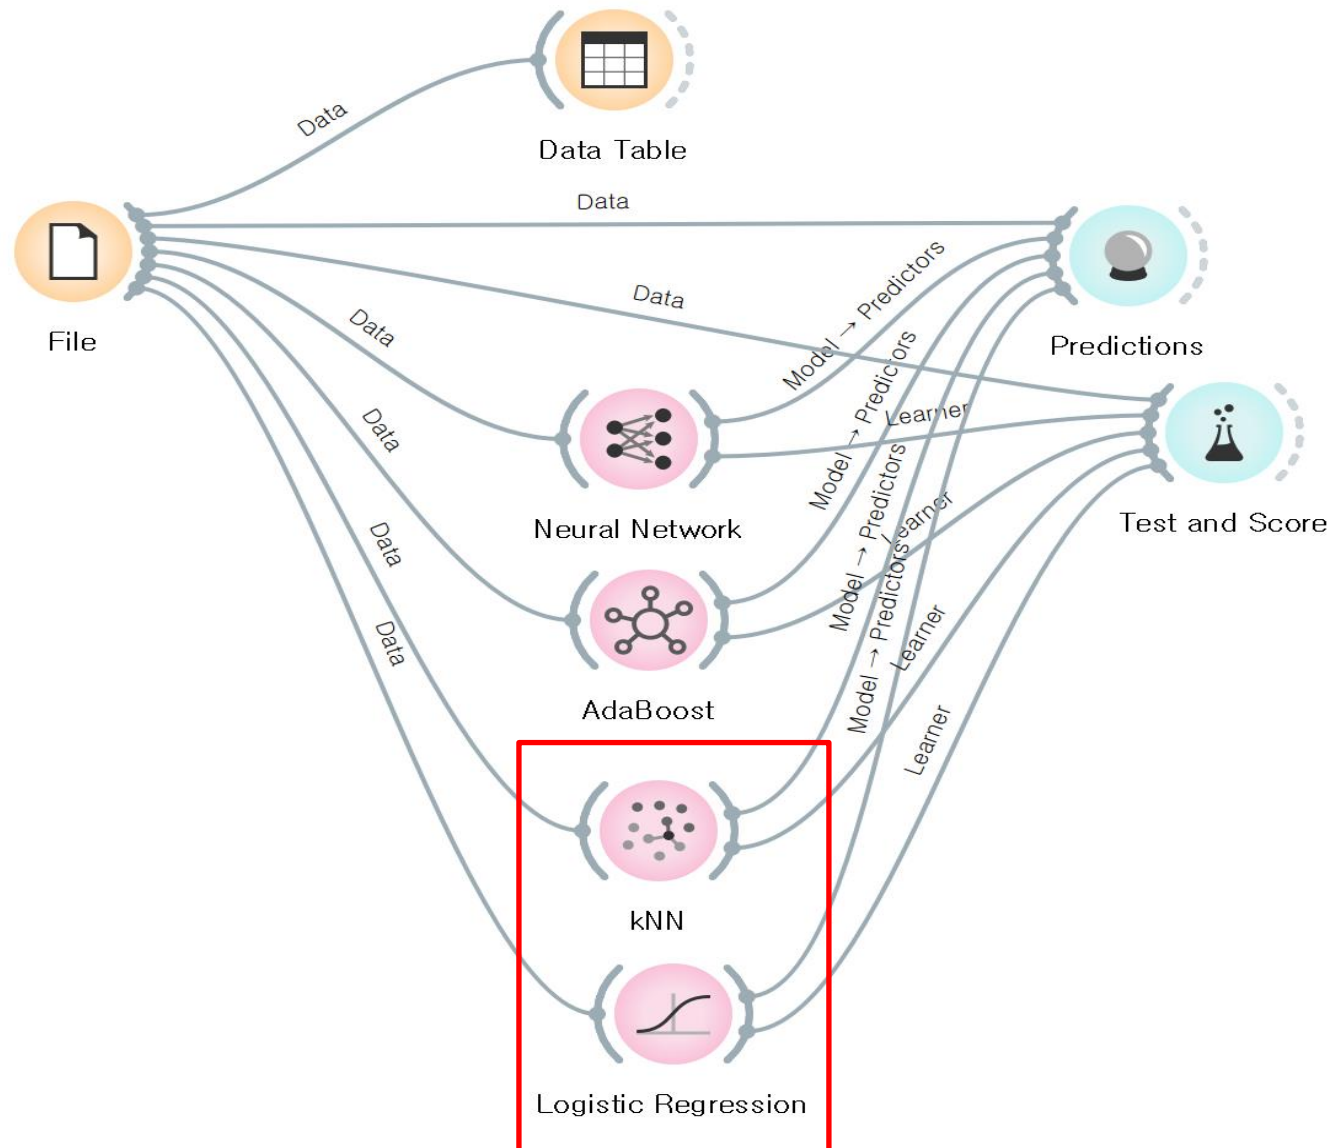 Data
Data Table
Data
File
Data
Model → Predictors
Predictions
Data
Model → Predictors
Learner
Data
Neural Network
Model → Predictors
Learner
Test and Score
Data
Model → Predictors
Learner
Data
AdaBoost
Learner
kNN
Logistic Regression